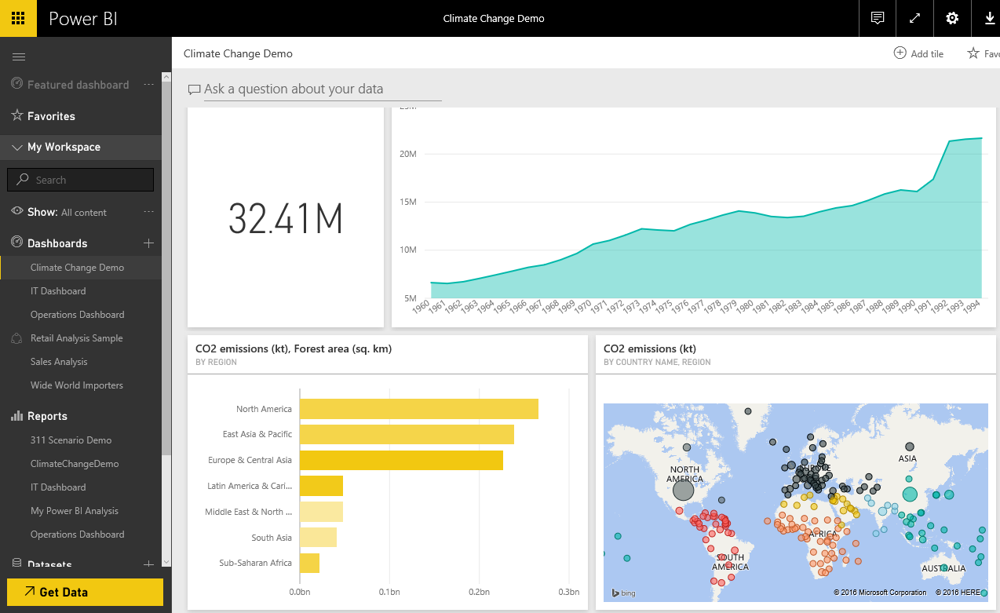 Power BI
Climate Change Demo
Climate Change Demo
Add tile
Favo
Featured dashboard
Favorites
My Workspace
Search
Show: All content
Dashboards
Climate Change Demo
IT Dashboard
Operations Dashboard
Retail Analysis Sample
Sales Analysis
Wide World Importers
Reports
311 Scenario Demo
ClimateChangeDemo
IT Dashboard
My Power BI Analysis
Operations Dashboard
Datasets
Get Data
Ask a question about your data
32.41M
20M
15M
10M
5M
1960 1961 1962 1963 1964 1965 1966 1967 1968 1969 1970 1971 1972 1973 1974 1975 1976 1977 1978 1979 1980 1981 1982 1983 1984 1985 1986 1987 1988 1989 1990 1991 1992 1993 1994
CO2 emissions (kt), Forest area (sq. km)
BY REGION
North America
East Asia & Pacific
Europe & Central Asia
Latin America & Cari...
Middle East & North ...
South Asia
Sub-Saharan Africa
0.0bn 0.1bn 0.2bn 0.3bn
CO2 emissions (kt)
BY COUNTRY NAME, REGION
NORTH
AMERICA
EUROPE
ASIA
AFRICA
SOUTH
AMERICA
AUSTRALIA
bing
© 2016 Microsoft Corporation © 2016 HERE